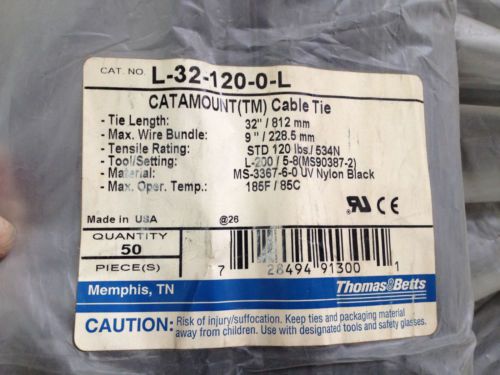 CAT. NO. L-32-120-0-L
CATAMOUNT(TM) Cable Tie
- Tie Length: 32" / 812 mm
- Max. Wire Bundle: 9 " / 228.5 mm
- Tensile Rating: STD 120 lbs./ 534N
- Tool/Setting: L-200 / 5-8(MS90387-2)
- Material: MS-3367-6-0 UV Nylon Black
- Max. Oper. Temp.: 185F / 85C
Made in USA @26
QUANTITY
50
PIECE(S)
7 28494 91300 1
Memphis, TN Thomas&Betts
CAUTION: Risk of injury/suffocation. Keep ties and packaging material
away from children. Use with designated tools and safety glasses.